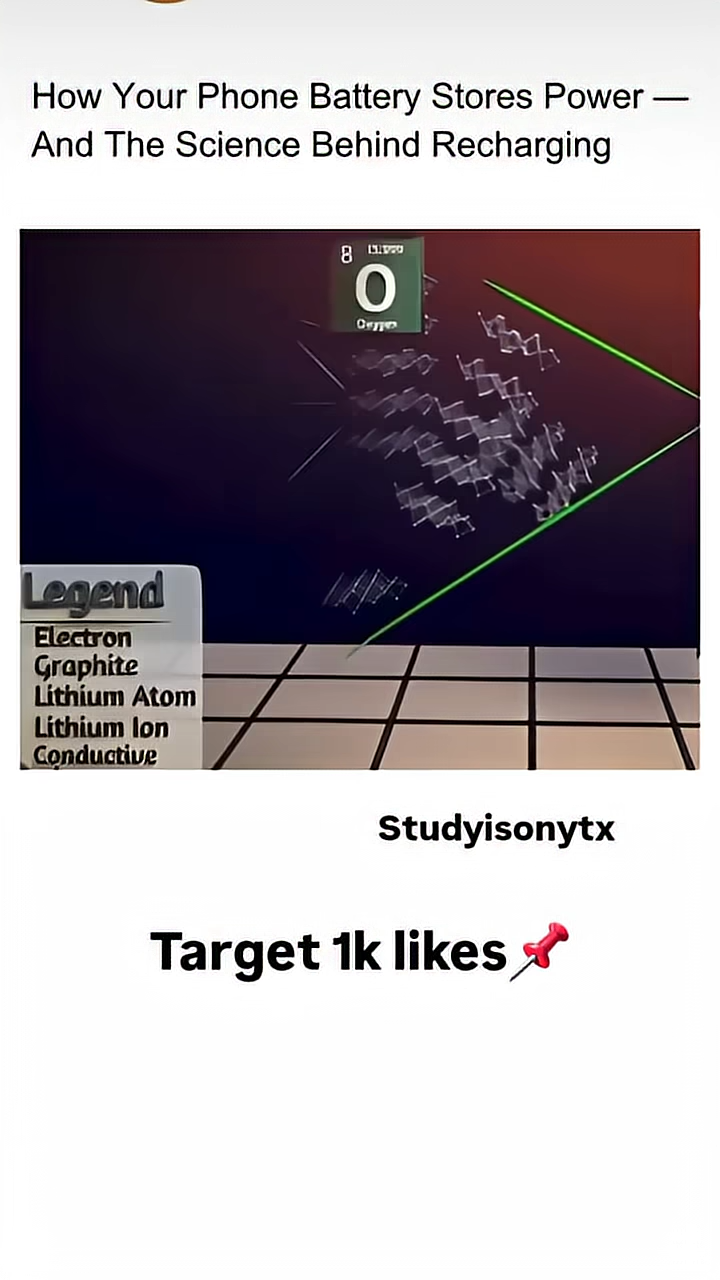 How Your Phone Battery Stores Power —
And The Science Behind Recharging
8
O
Oxygen
Legend
Electron
Graphite
Lithium Atom
Lithium Ion
Conductive
Studyisonytx
Target 1k likes📌